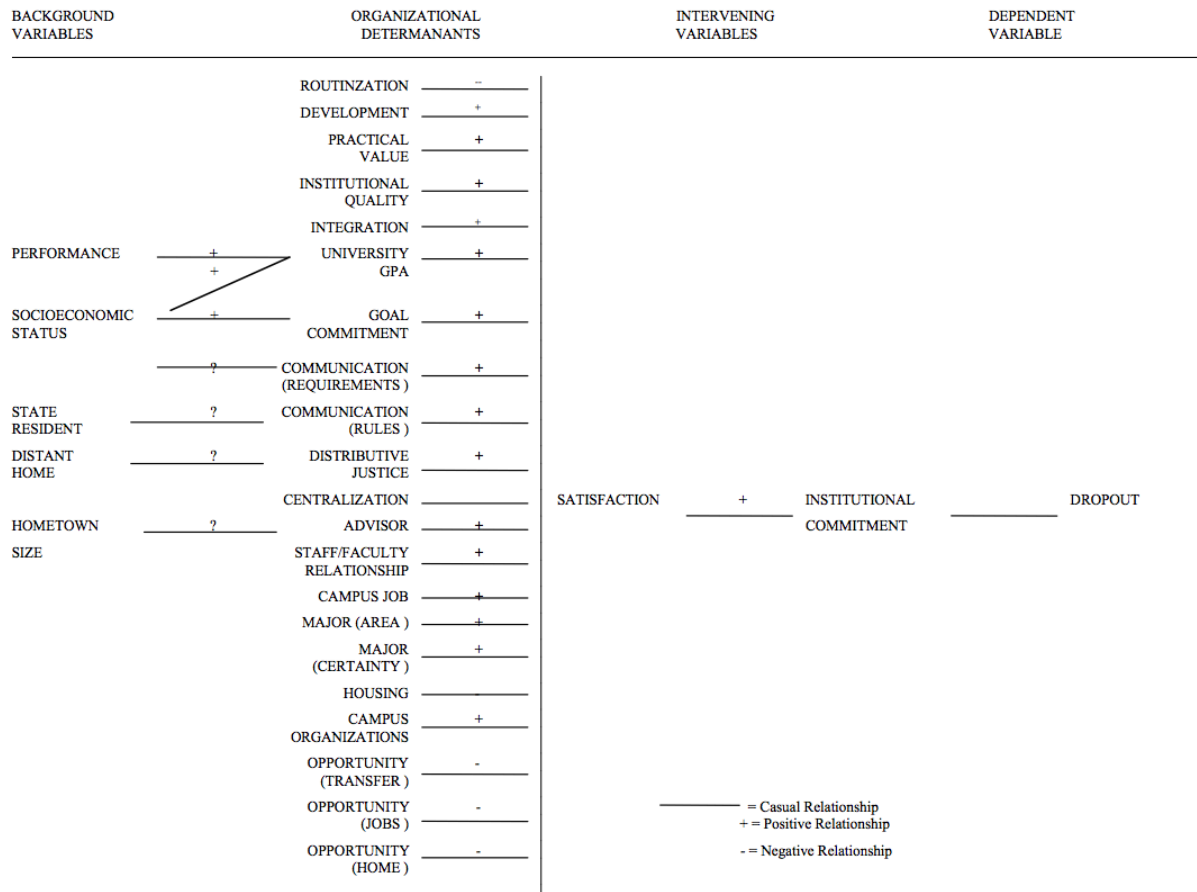 BACKGROUND VARIABLES
ORGANIZATIONAL DETERMANANTS
INTERVENING VARIABLES
DEPENDENT VARIABLE
ROUTINZATION –
DEVELOPMENT +
PRACTICAL VALUE +
INSTITUTIONAL QUALITY +
INTEGRATION +
PERFORMANCE + UNIVERSITY GPA +
+
SOCIOECONOMIC STATUS + GOAL COMMITMENT +
? COMMUNICATION (REQUIREMENTS ) +
STATE RESIDENT ? COMMUNICATION (RULES ) +
DISTANT HOME ? DISTRIBUTIVE JUSTICE +
CENTRALIZATION
SATISFACTION + INSTITUTIONAL COMMITMENT DROPOUT
HOMETOWN SIZE ? ADVISOR +
STAFF/FACULTY RELATIONSHIP +
CAMPUS JOB +
MAJOR (AREA ) +
MAJOR (CERTAINTY ) +
HOUSING -
CAMPUS ORGANIZATIONS +
OPPORTUNITY (TRANSFER ) -
OPPORTUNITY (JOBS ) -
OPPORTUNITY (HOME ) -
= Casual Relationship
+ = Positive Relationship
- = Negative Relationship